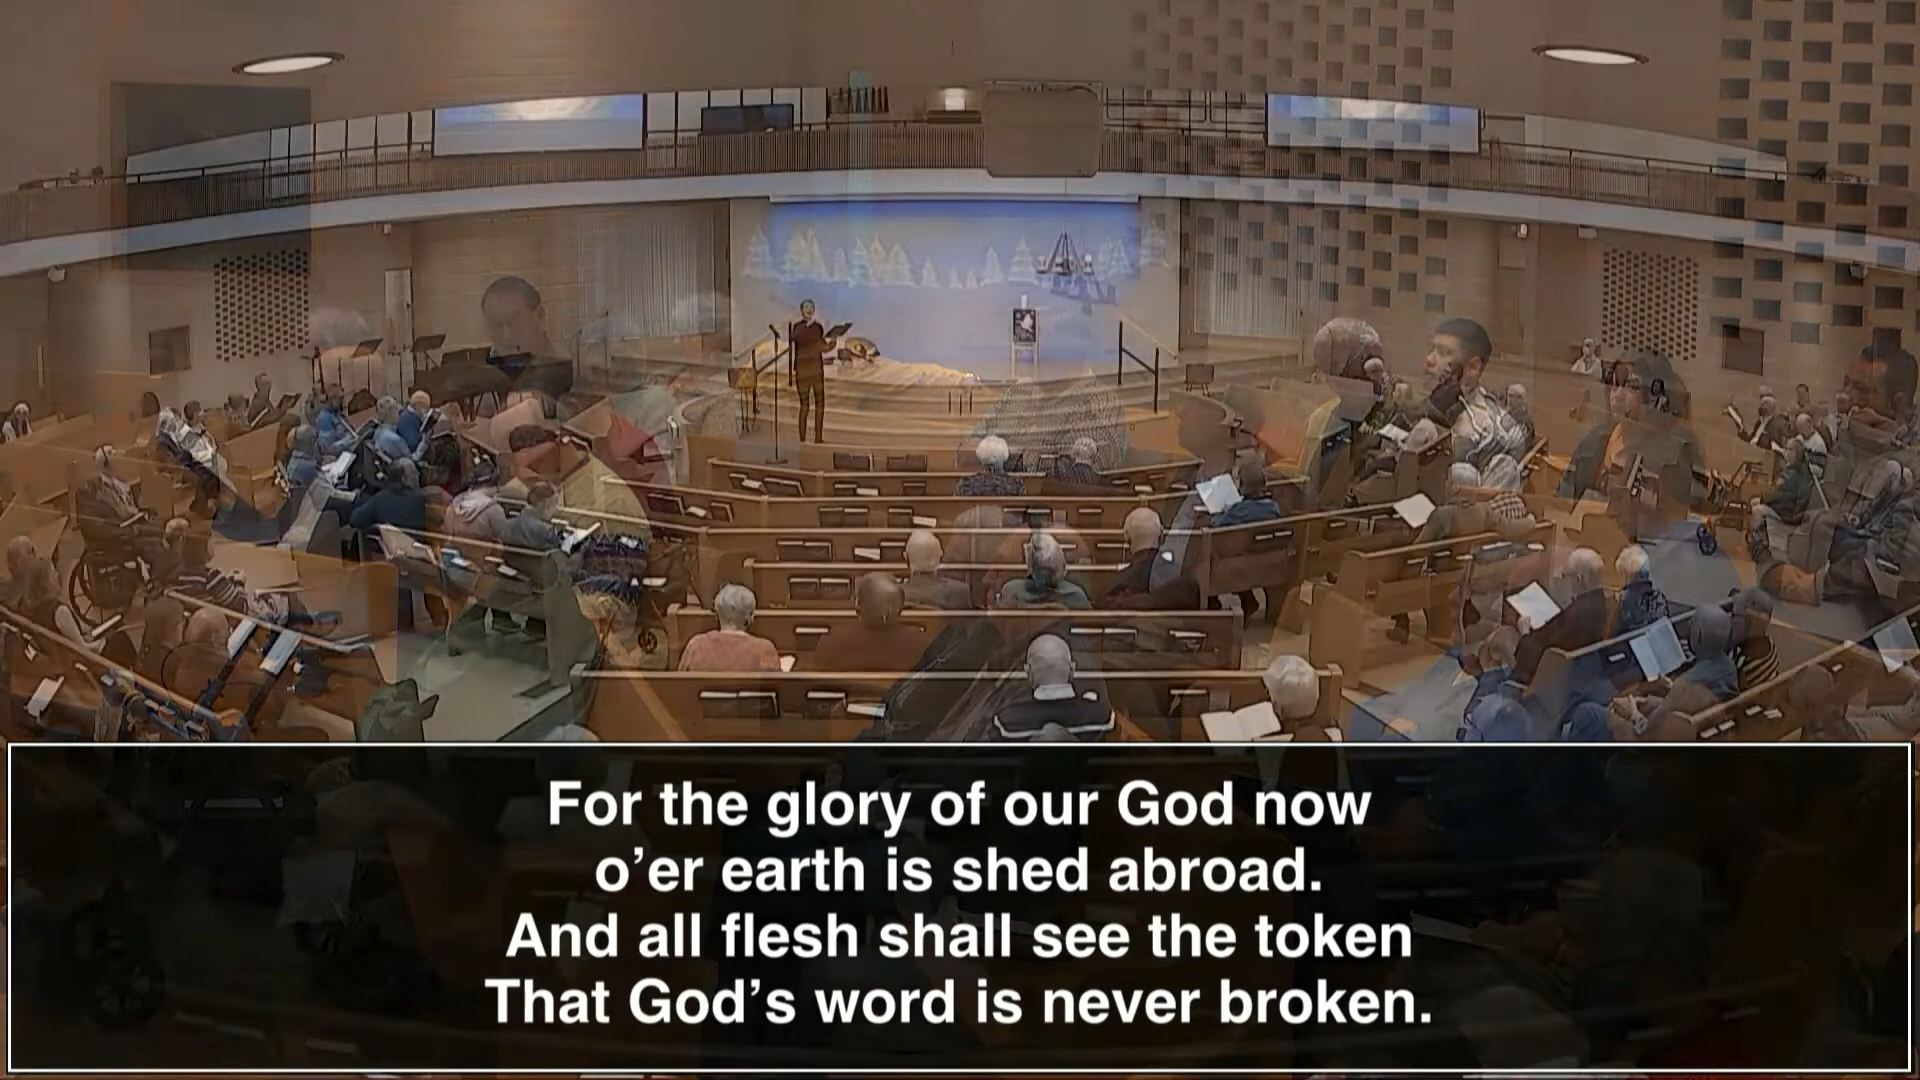 For the glory of our God now
o’er earth is shed abroad.
And all flesh shall see the token
That God’s word is never broken.